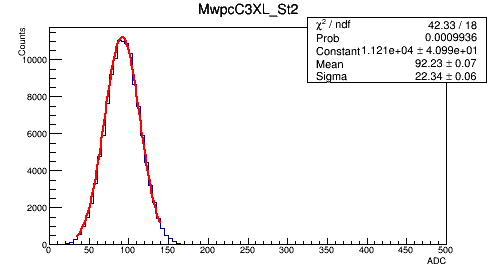 MwpcC3XL_St2
χ² / ndf 42.33 / 18
Prob 0.0009936
Constant 1.121e+04 ± 4.099e+01
Mean 92.23 ± 0.07
Sigma 22.34 ± 0.06
Counts
10000
8000
6000
4000
2000
0
0 50 100 150 200 250 300 350 400 450 500
ADC